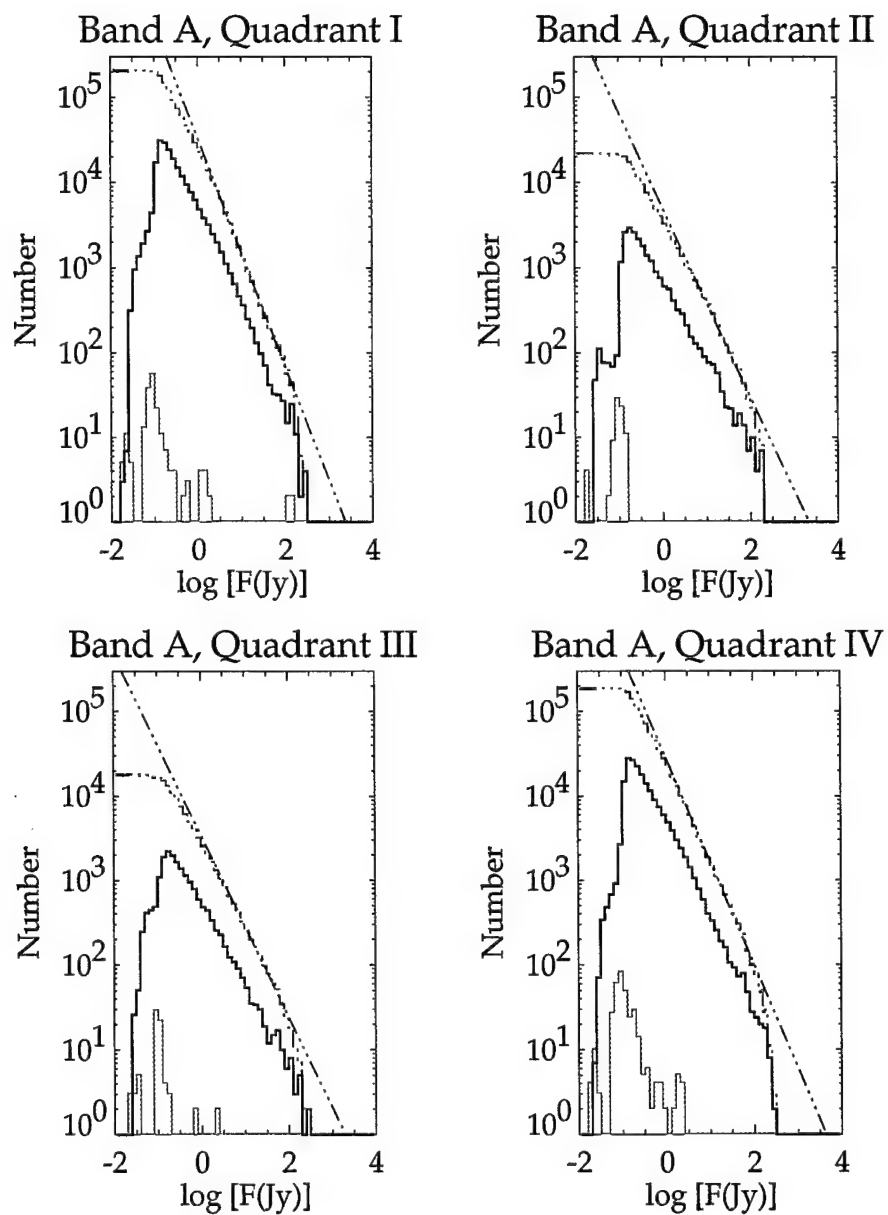 Band A, Quadrant I
10^5
10^4
10^3
10^2
10^1
10^0
Number
-2 0 2 4
log [F(Jy)]
Band A, Quadrant II
10^5
10^4
10^3
10^2
10^1
10^0
Number
-2 0 2 4
log [F(Jy)]
Band A, Quadrant III
10^5
10^4
10^3
10^2
10^1
10^0
Number
-2 0 2 4
log [F(Jy)]
Band A, Quadrant IV
10^5
10^4
10^3
10^2
10^1
10^0
Number
-2 0 2 4
log [F(Jy)]